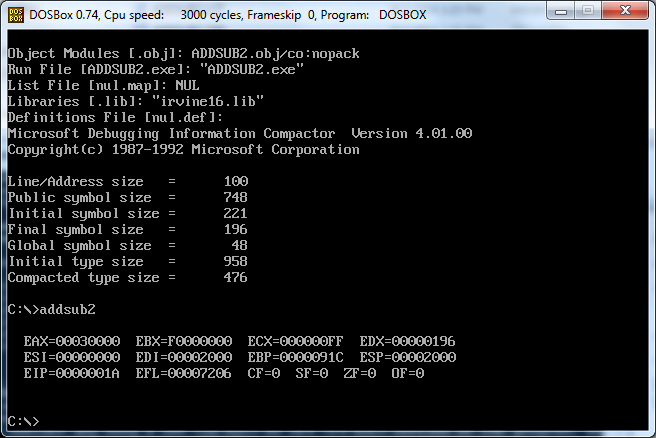 DOSBox 0.74, Cpu speed:    3000 cycles, Frameskip  0, Program:   DOSBOX
Object Modules [.obj]: ADDSUB2.obj/co:nopack
Run File [ADDSUB2.exe]: "ADDSUB2.exe"
List File [nul.map]: NUL
Libraries [.lib]: "irvine16.lib"
Definitions File [nul.def]:
Microsoft Debugging Information Compactor  Version 4.01.00
Copyright(c) 1987-1992 Microsoft Corporation
Line/Address size   =      100
Public symbol size  =      748
Initial symbol size =      221
Final symbol size   =      196
Global symbol size  =       48
Initial type size   =      958
Compacted type size =      476
C:\>addsub2
EAX=00030000  EBX=F0000000  ECX=000000FF  EDX=00000196
ESI=00000000  EDI=00002000  EBP=0000091C  ESP=00002000
EIP=0000001A  EFL=00007206  CF=0  SF=0  ZF=0  OF=0
C:\>